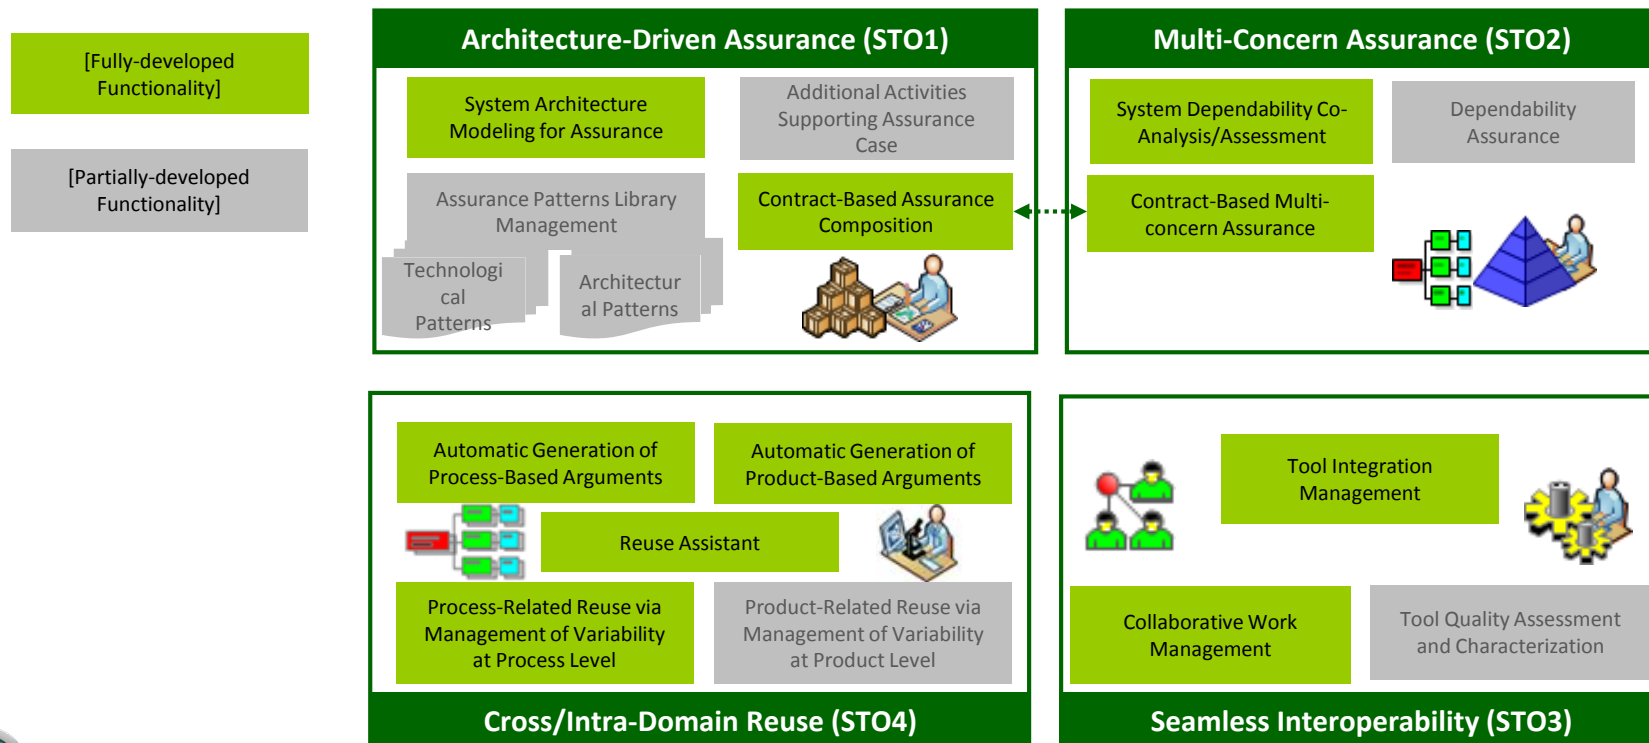 [Fully-developed
Functionality]
[Partially-developed
Functionality]
Architecture-Driven Assurance (STO1)
System Architecture
Modeling for Assurance
Additional Activities
Supporting Assurance
Case
Assurance Patterns Library
Management
Contract-Based Assurance
Composition
Technologi
cal
Patterns
Architectur
al Patterns
Multi-Concern Assurance (STO2)
System Dependability Co-
Analysis/Assessment
Dependability
Assurance
Contract-Based Multi-
concern Assurance
Automatic Generation of
Process-Based Arguments
Automatic Generation of
Product-Based Arguments
Reuse Assistant
Process-Related Reuse via
Management of Variability
at Process Level
Product-Related Reuse via
Management of Variability
at Product Level
Cross/Intra-Domain Reuse (STO4)
Tool Integration
Management
Collaborative Work
Management
Tool Quality Assessment
and Characterization
Seamless Interoperability (STO3)